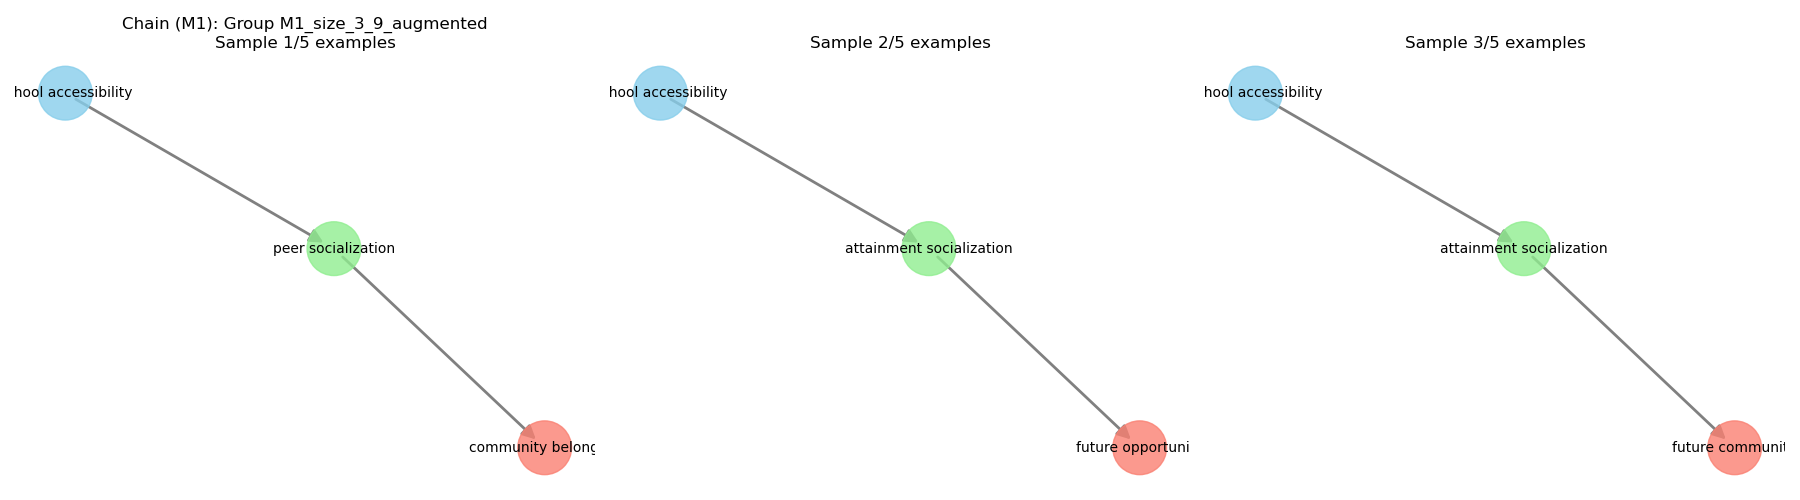 Chain (M1): Group M1_size_3_9_augmented
Sample 1/5 examples
Sample 2/5 examples
Sample 3/5 examples
hool accessibility
hool accessibility
hool accessibility
peer socialization
attainment socialization
attainment socialization
community belong
future opportuni
future communit